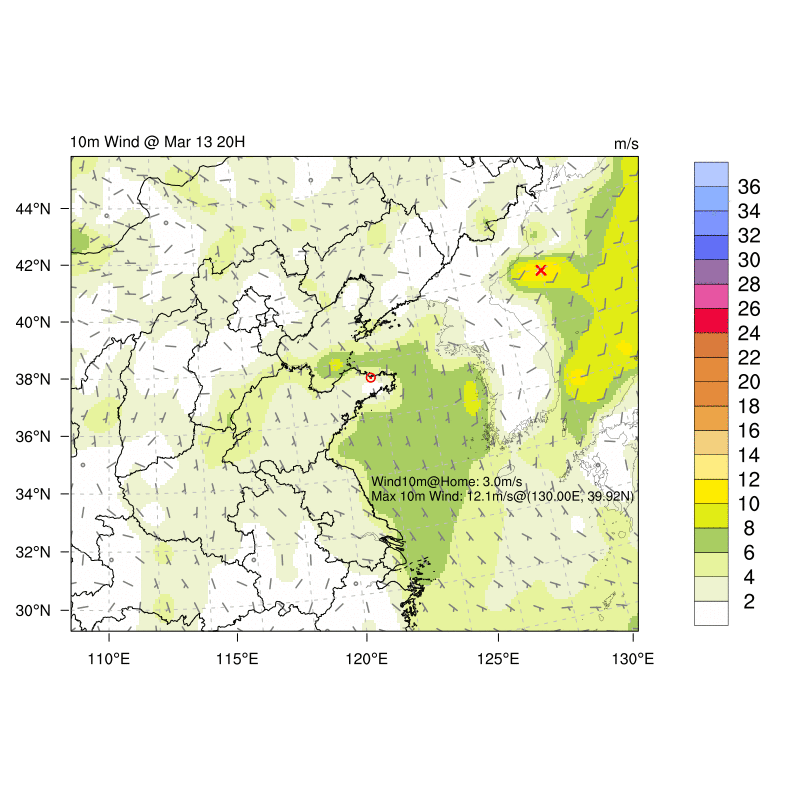 10m Wind @ Mar 13 20H
m/s
44°N
42°N
40°N
38°N
36°N
34°N
32°N
30°N
110°E
115°E
120°E
125°E
130°E
Wind10m@Home: 3.0m/s
Max 10m Wind: 12.1m/s@(130.00E, 39.92N)
36
34
32
30
28
26
24
22
20
18
16
14
12
10
8
6
4
2